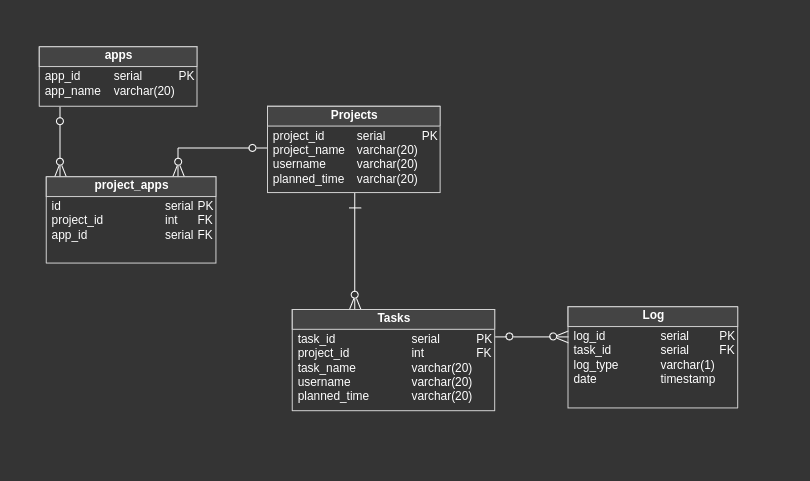 apps
app_id serial PK
app_name varchar(20)
Projects
project_id serial PK
project_name varchar(20)
username varchar(20)
planned_time varchar(20)
project_apps
id serial PK
project_id int FK
app_id serial FK
Tasks
task_id serial PK
project_id int FK
task_name varchar(20)
username varchar(20)
planned_time varchar(20)
Log
log_id serial PK
task_id serial FK
log_type varchar(1)
date timestamp